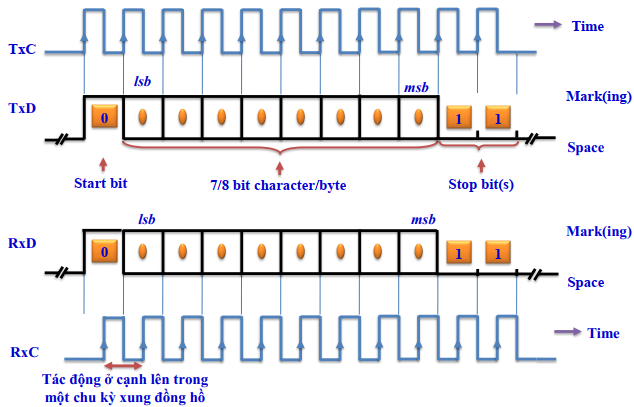 Time
TxC
lsb
msb
TxD
Mark(ing)
0
1
1
Space
Start bit
7/8 bit character/byte
Stop bit(s)
lsb
msb
RxD
Mark(ing)
0
1
1
Space
Time
RxC
Tác động ở cạnh lên trong
một chu kỳ xung đồng hồ